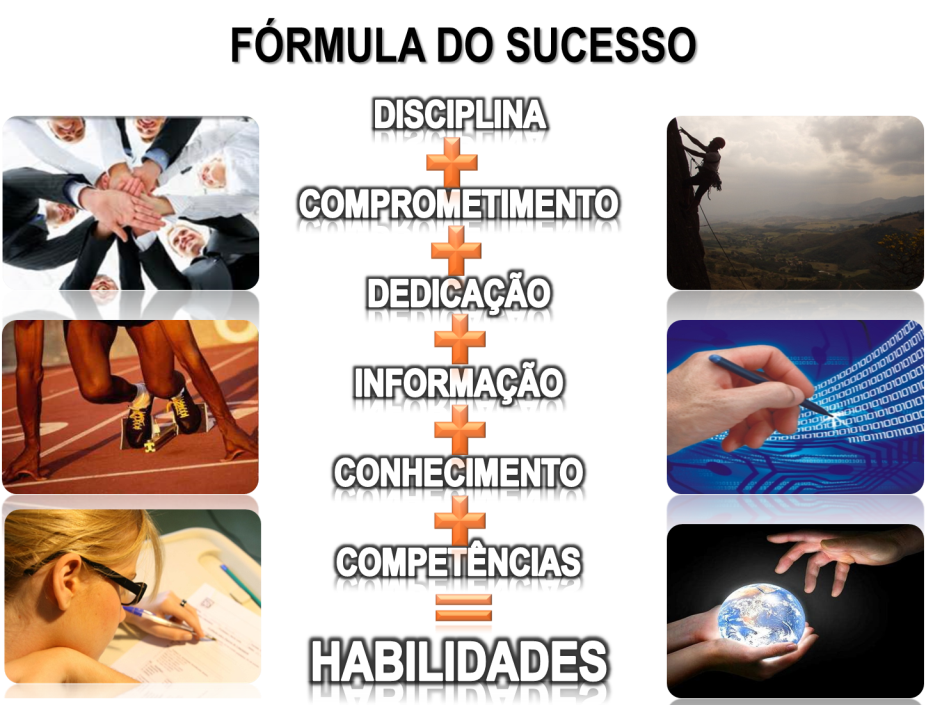 FÓRMULA DO SUCESSO
DISCIPLINA
+
COMPROMETIMENTO
+
DEDICAÇÃO
+
INFORMAÇÃO
+
CONHECIMENTO
+
COMPETÊNCIAS
=
HABILIDADES